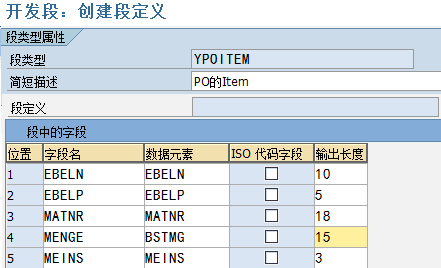 开发段：创建段定义
段类型属性
段类型 YPOITEM
简短描述 PO的Item
段定义
段中的字段
位置 字段名 数据元素 ISO 代码字段 输出长度
1 EBELN EBELN 10
2 EBELP EBELP 5
3 MATNR MATNR 18
4 MENGE BSTMG 15
5 MEINS MEINS 3